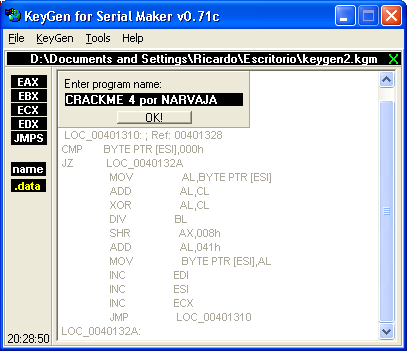 KeyGen for Serial Maker v0.71c
File KeyGen Tools Help
D:\Documents and Settings\Ricardo\Escritorio\keygen2.kgm X
EAX
EBX
ECX
EDX
JMPS
name
.data
20:28:50
Enter program name:
CRACKME 4 por NARVAJA
OK!
LOC_00401310: ; Ref: 00401328
CMP BYTE PTR [ESI],000h
JZ LOC_0040132A
MOV AL,BYTE PTR [ESI]
ADD AL,CL
XOR AL,CL
DIV BL
SHR AX,008h
ADD AL,041h
MOV BYTE PTR [ESI],AL
INC EDI
INC ESI
INC ECX
JMP LOC_00401310
LOC_0040132A: